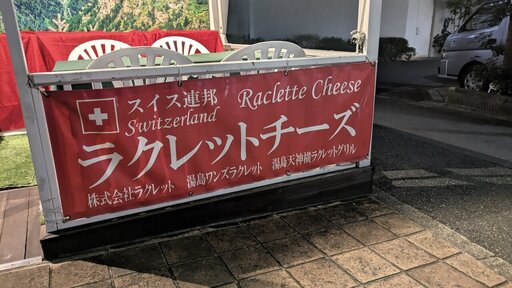 スイス連邦 Raclette Cheese
Switzerland
ラクレットチーズ
株式会社ラクレット 湯島ワンズラクレット 湯島天神横ラクレットグリル